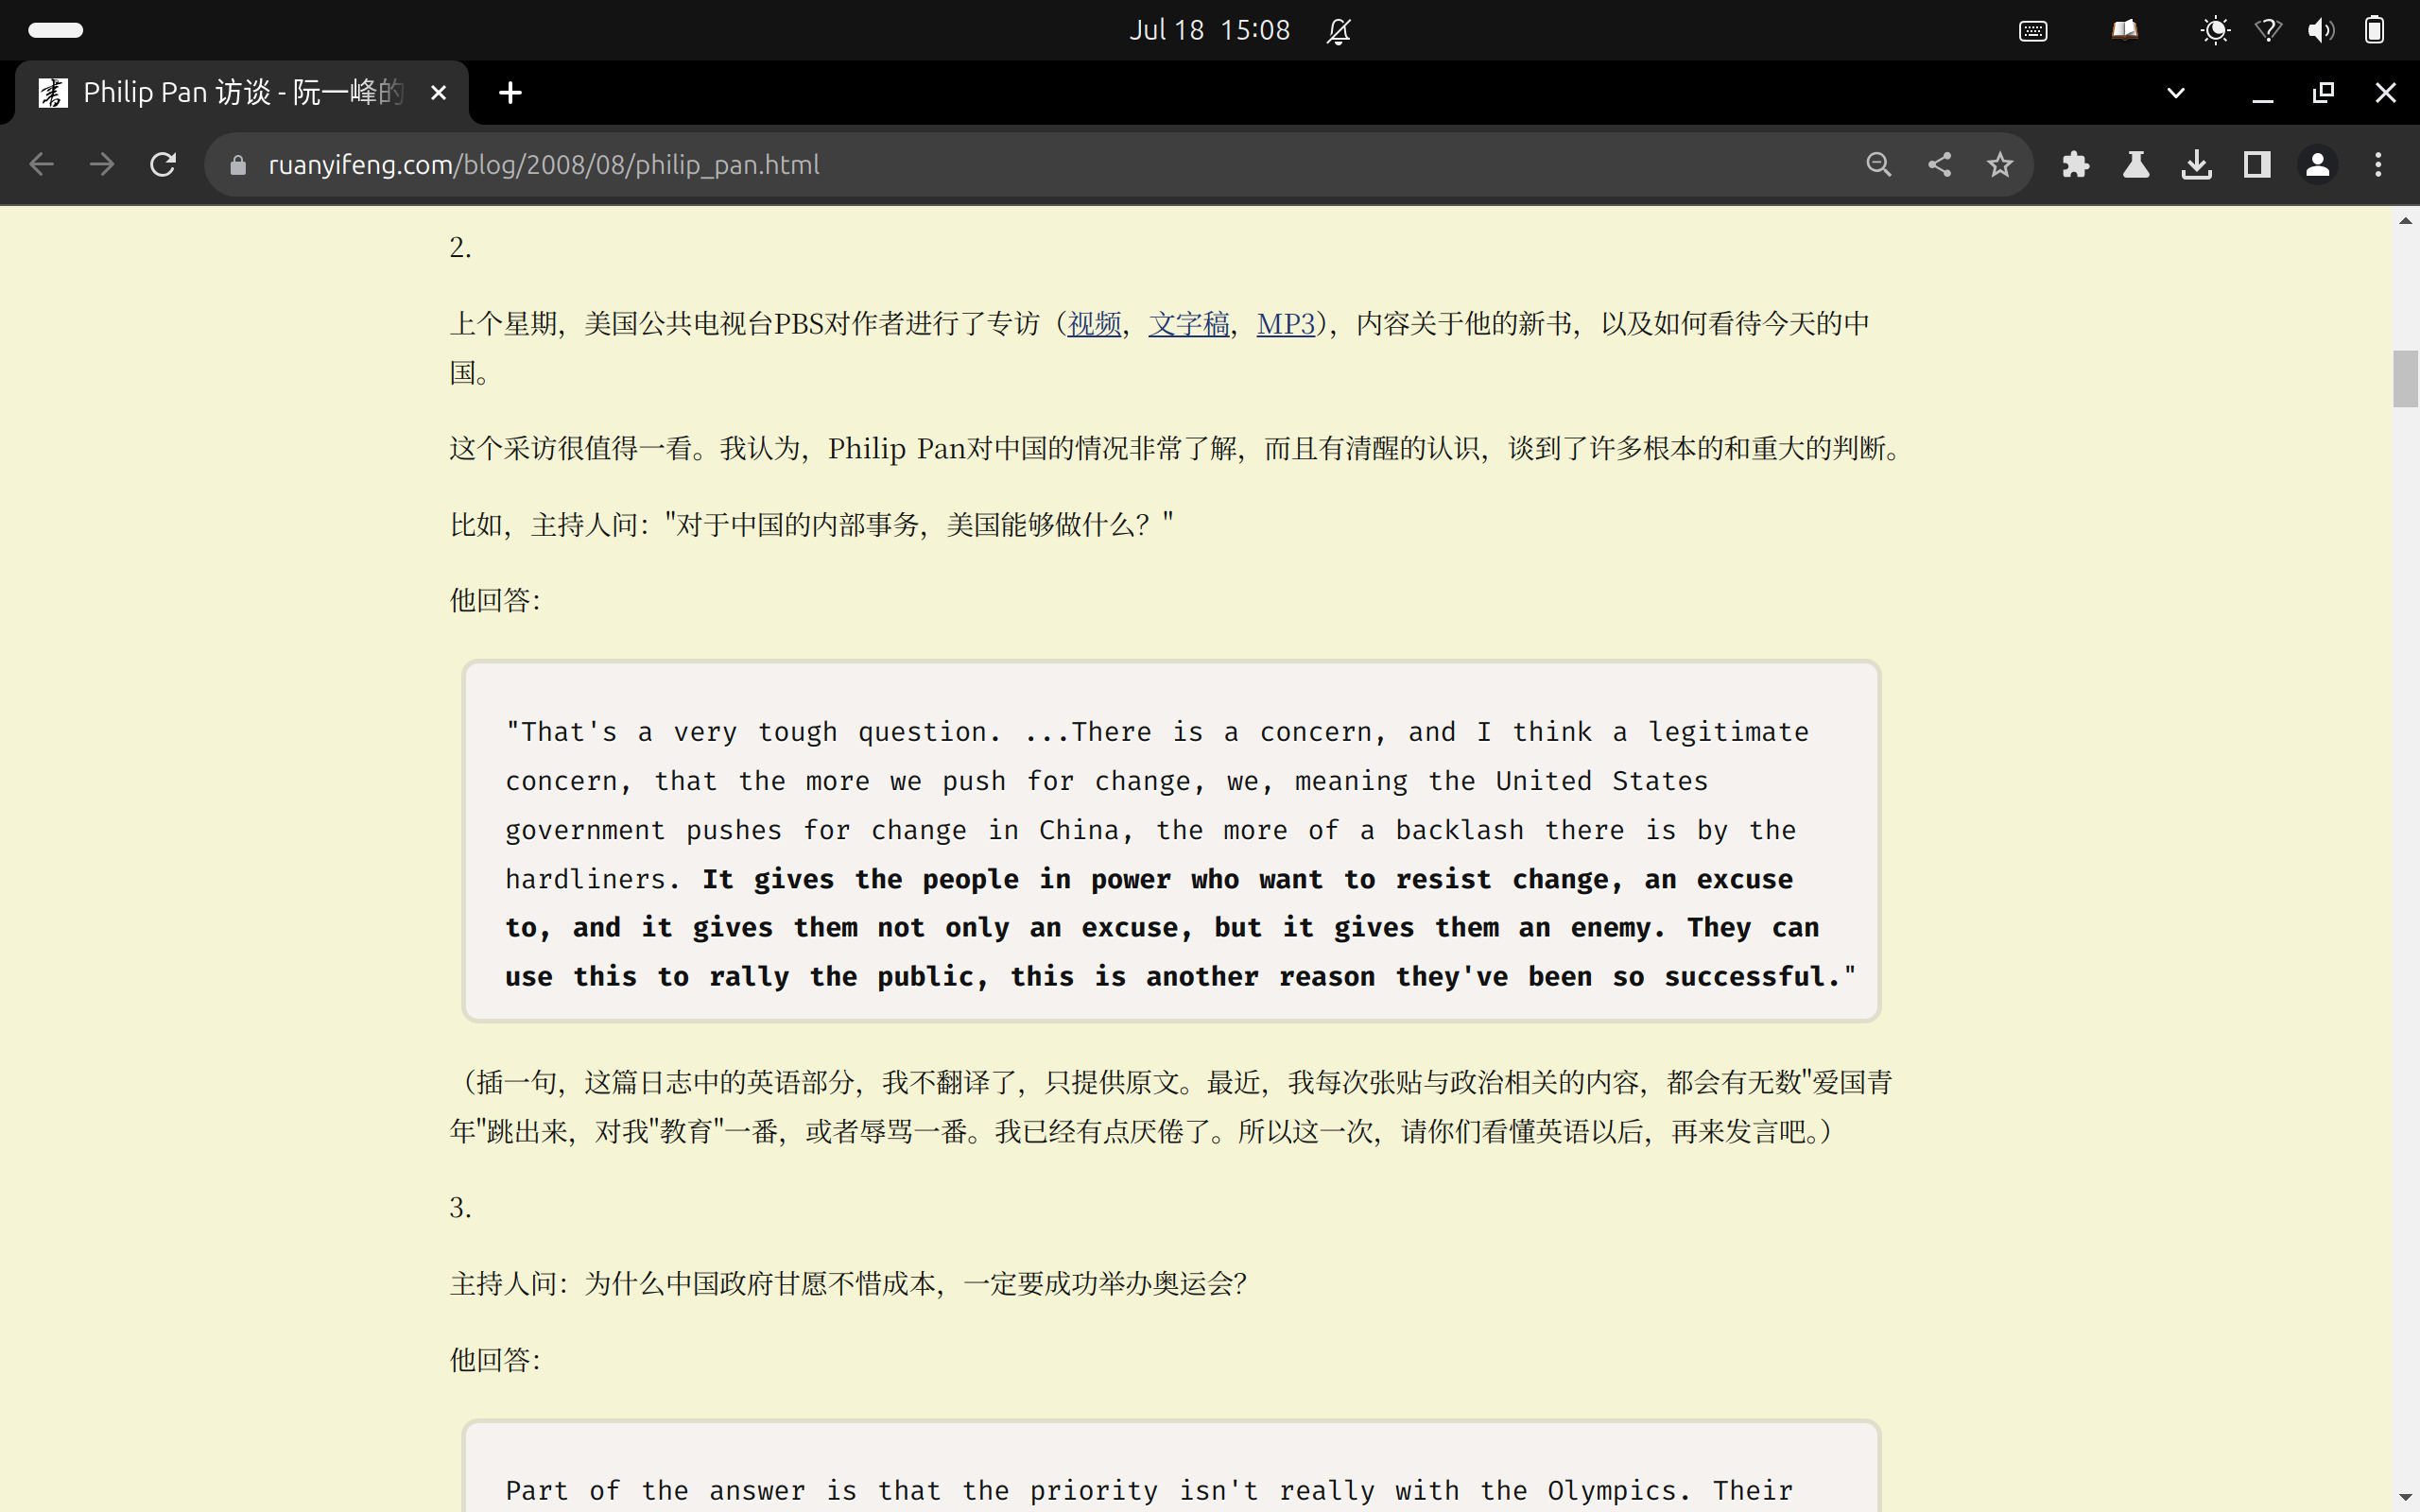 Jul 18 15:08
Philip Pan 访谈 - 阮一峰的
ruanyifeng.com/blog/2008/08/philip_pan.html
2.
上个星期，美国公共电视台PBS对作者进行了专访（视频，文字稿，MP3），内容关于他的新书，以及如何看待今天的中
国。
这个采访很值得一看。我认为，Philip Pan对中国的情况非常了解，而且有清醒的认识，谈到了许多根本的和重大的判断。
比如，主持人问："对于中国的内部事务，美国能够做什么？"
他回答：
"That's a very tough question. ...There is a concern, and I think a legitimate
concern, that the more we push for change, we, meaning the United States
government pushes for change in China, the more of a backlash there is by the
hardliners. It gives the people in power who want to resist change, an excuse
to, and it gives them not only an excuse, but it gives them an enemy. They can
use this to rally the public, this is another reason they've been so successful."
（插一句，这篇日志中的英语部分，我不翻译了，只提供原文。最近，我每次张贴与政治相关的内容，都会有无数"爱国青
年"跳出来，对我"教育"一番，或者辱骂一番。我已经有点厌倦了。所以这一次，请你们看懂英语以后，再来发言吧。）
3.
主持人问：为什么中国政府甘愿不惜成本，一定要成功举办奥运会？
他回答：
Part of the answer is that the priority isn't really with the Olympics. Their